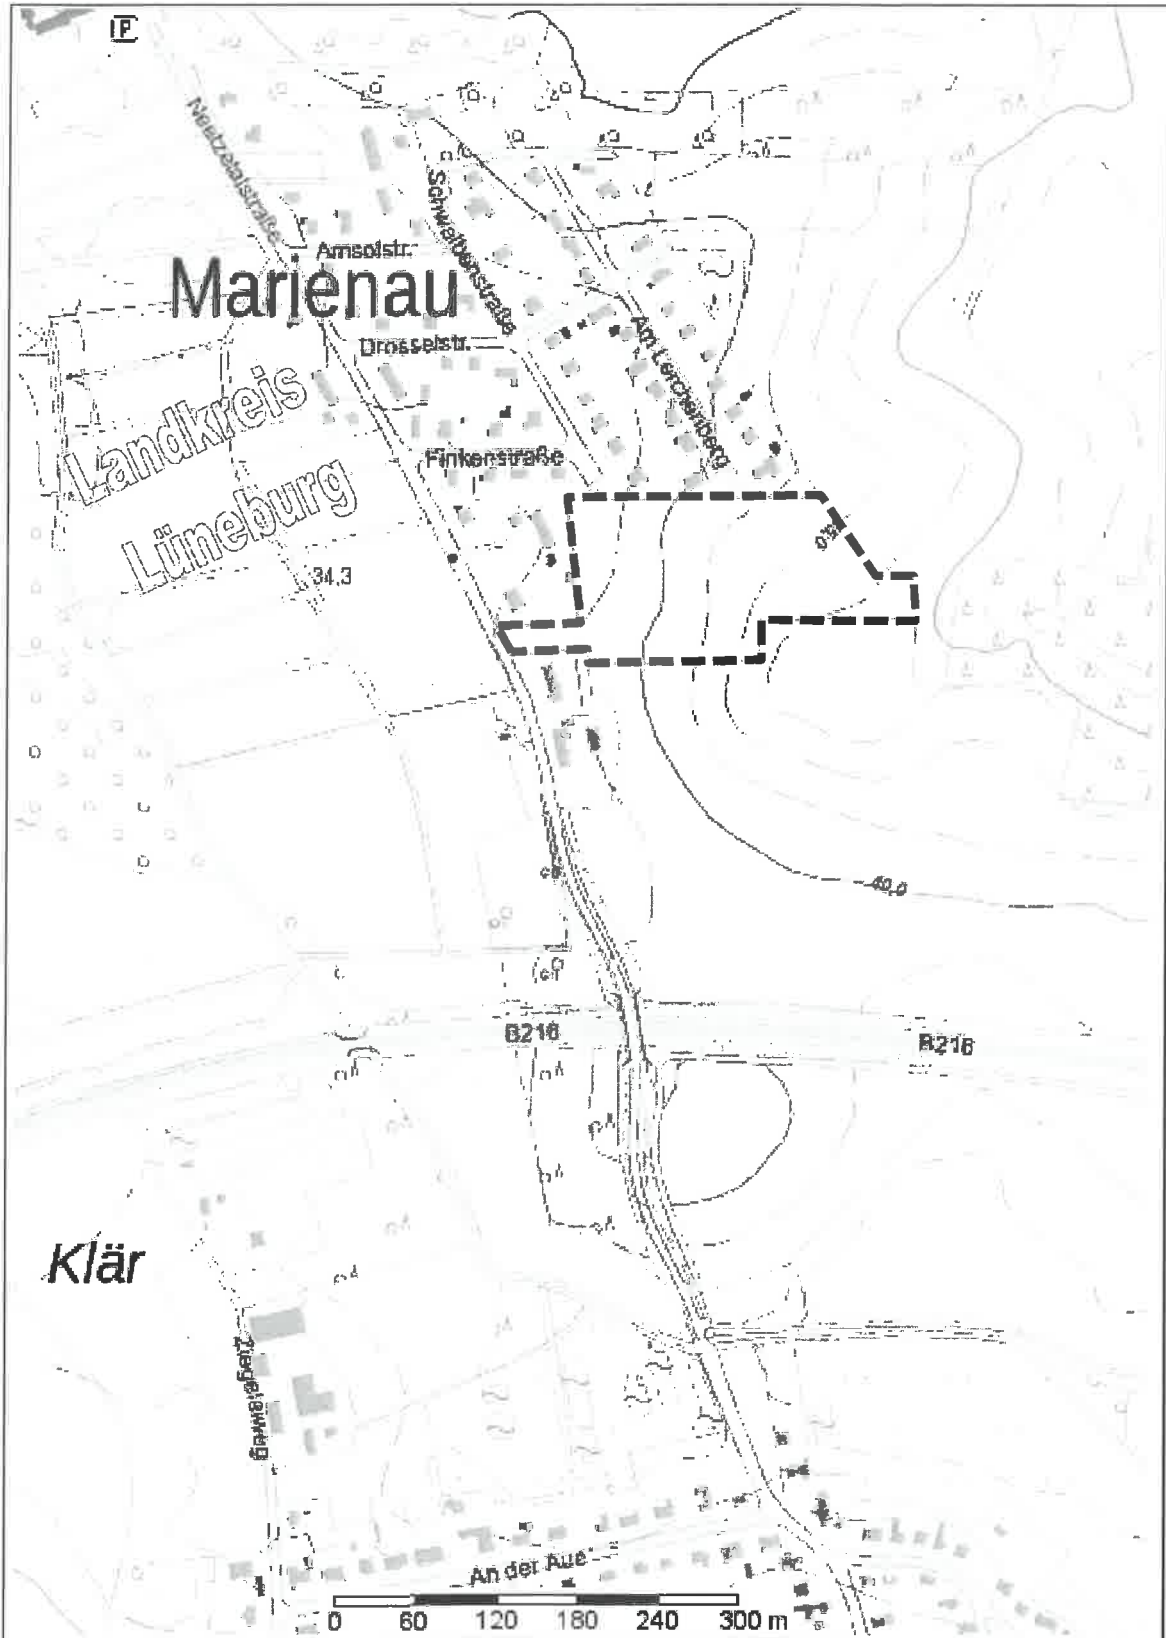 P
Neetzetalstraße
Schwalbenstraße
Amselstr.
Marienau
Drosselstr.
Am Lerchenberg
Landkreis
Lüneburg
Finkenstraße
34,3
40,0
B216
B216
Klär
Ziegeleiweg
An der Aue
0 60 120 180 240 300 m